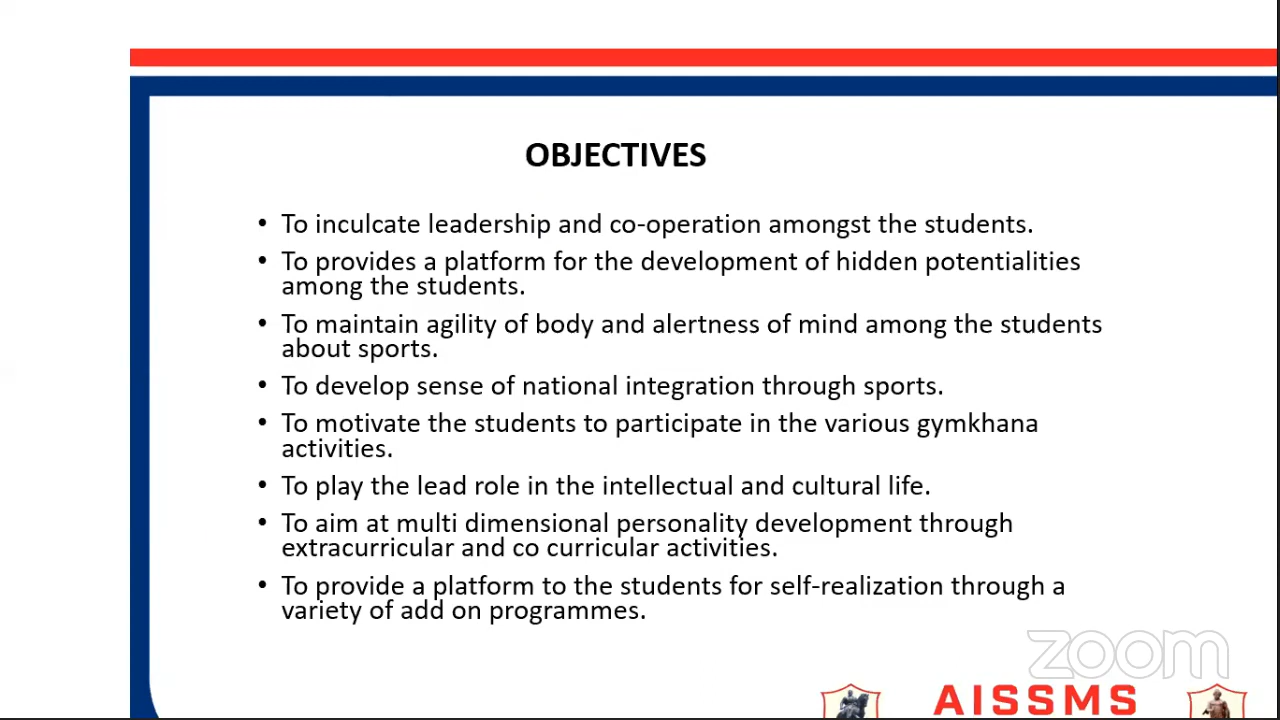 OBJECTIVES
• To inculcate leadership and co-operation amongst the students.
• To provides a platform for the development of hidden potentialities
among the students.
• To maintain agility of body and alertness of mind among the students
about sports.
• To develop sense of national integration through sports.
• To motivate the students to participate in the various gymkhana
activities.
• To play the lead role in the intellectual and cultural life.
• To aim at multi dimensional personality development through
extracurricular and co curricular activities.
• To provide a platform to the students for self-realization through a
variety of add on programmes.
zoom
AISSMS